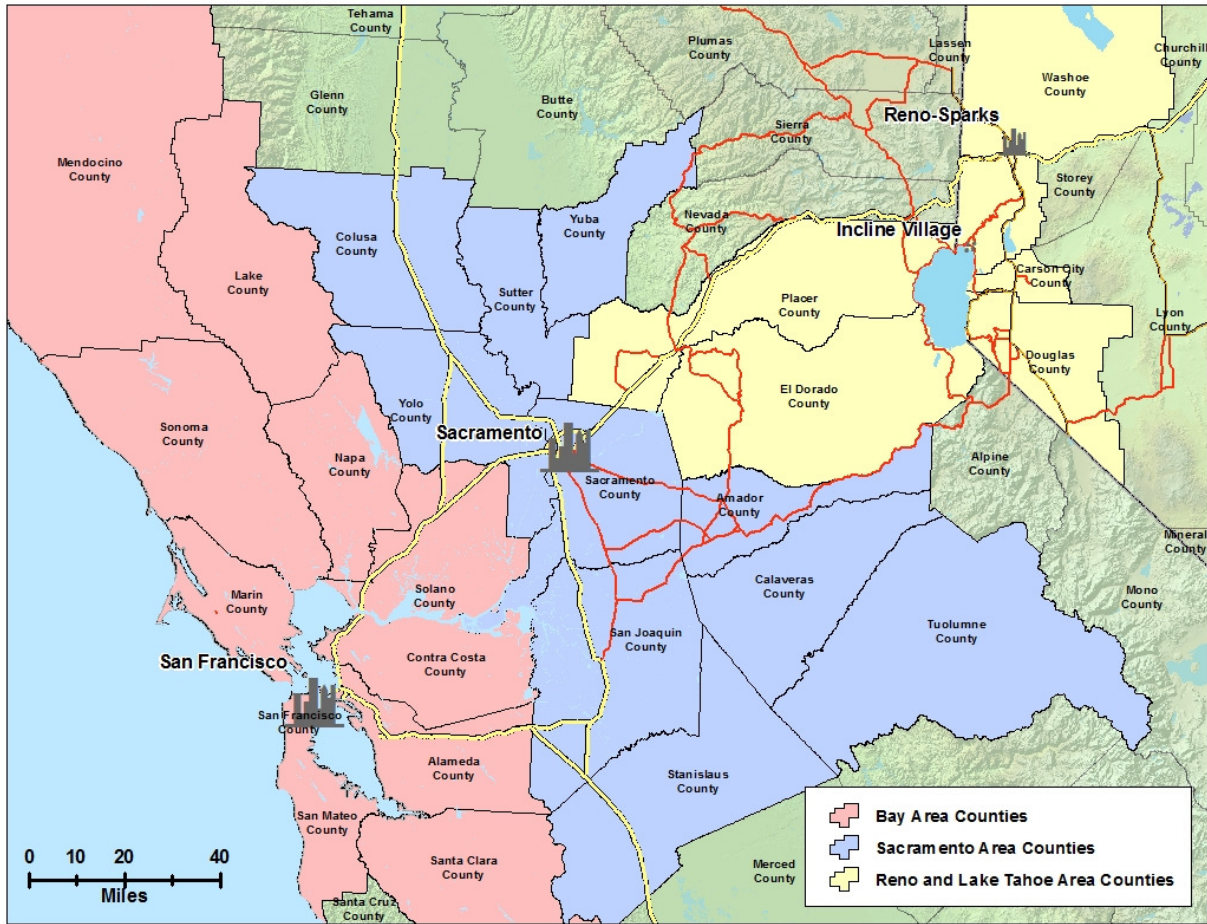 Tehama
County
Plumas
County
Lassen
County
Churchill
County
Washoe
County
Glenn
County
Butte
County
Reno-Sparks
Sierra
County
Mendocino
County
Storey
County
Nevada
County
Yuba
County
Incline Village
Colusa
County
Lake
County
Sutter
County
Carson City
County
Placer
County
Lyon
County
Douglas
County
El Dorado
County
Yolo
County
Sonoma
County
Sacramento
Napa
County
Alpine
County
Sacramento
County
Amador
County
Mineral
County
Calaveras
County
Solano
County
Marin
County
Mono
County
Tuolumne
County
San Joaquin
County
San Francisco
Contra Costa
County
San Francisco
County
Alameda
County
Stanislaus
County
San Mateo
County
Bay Area Counties
Sacramento Area Counties
Reno and Lake Tahoe Area Counties
0 10 20 40
Miles
Santa Clara
County
Merced
County
Santa Cruz
County